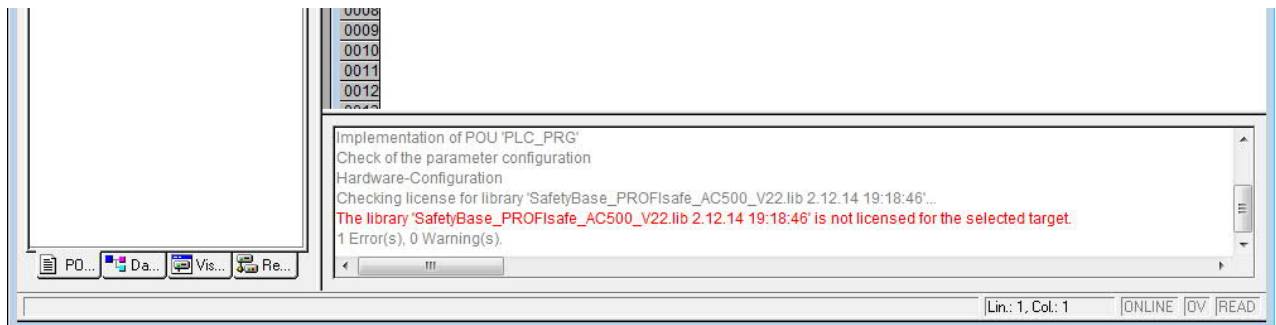 0008
0009
0010
0011
0012
Implementation of POU 'PLC_PRG'
Check of the parameter configuration
Hardware-Configuration
Checking license for library 'SafetyBase_PROFIsafe_AC500_V22.lib 2.12.14 19:18:46'...
The library 'SafetyBase_PROFIsafe_AC500_V22.lib 2.12.14 19:18:46' is not licensed for the selected target.
1 Error(s), 0 Warning(s).
PO... Da... Vis... Re...
Lin.: 1, Col.: 1 ONLINE OV READ